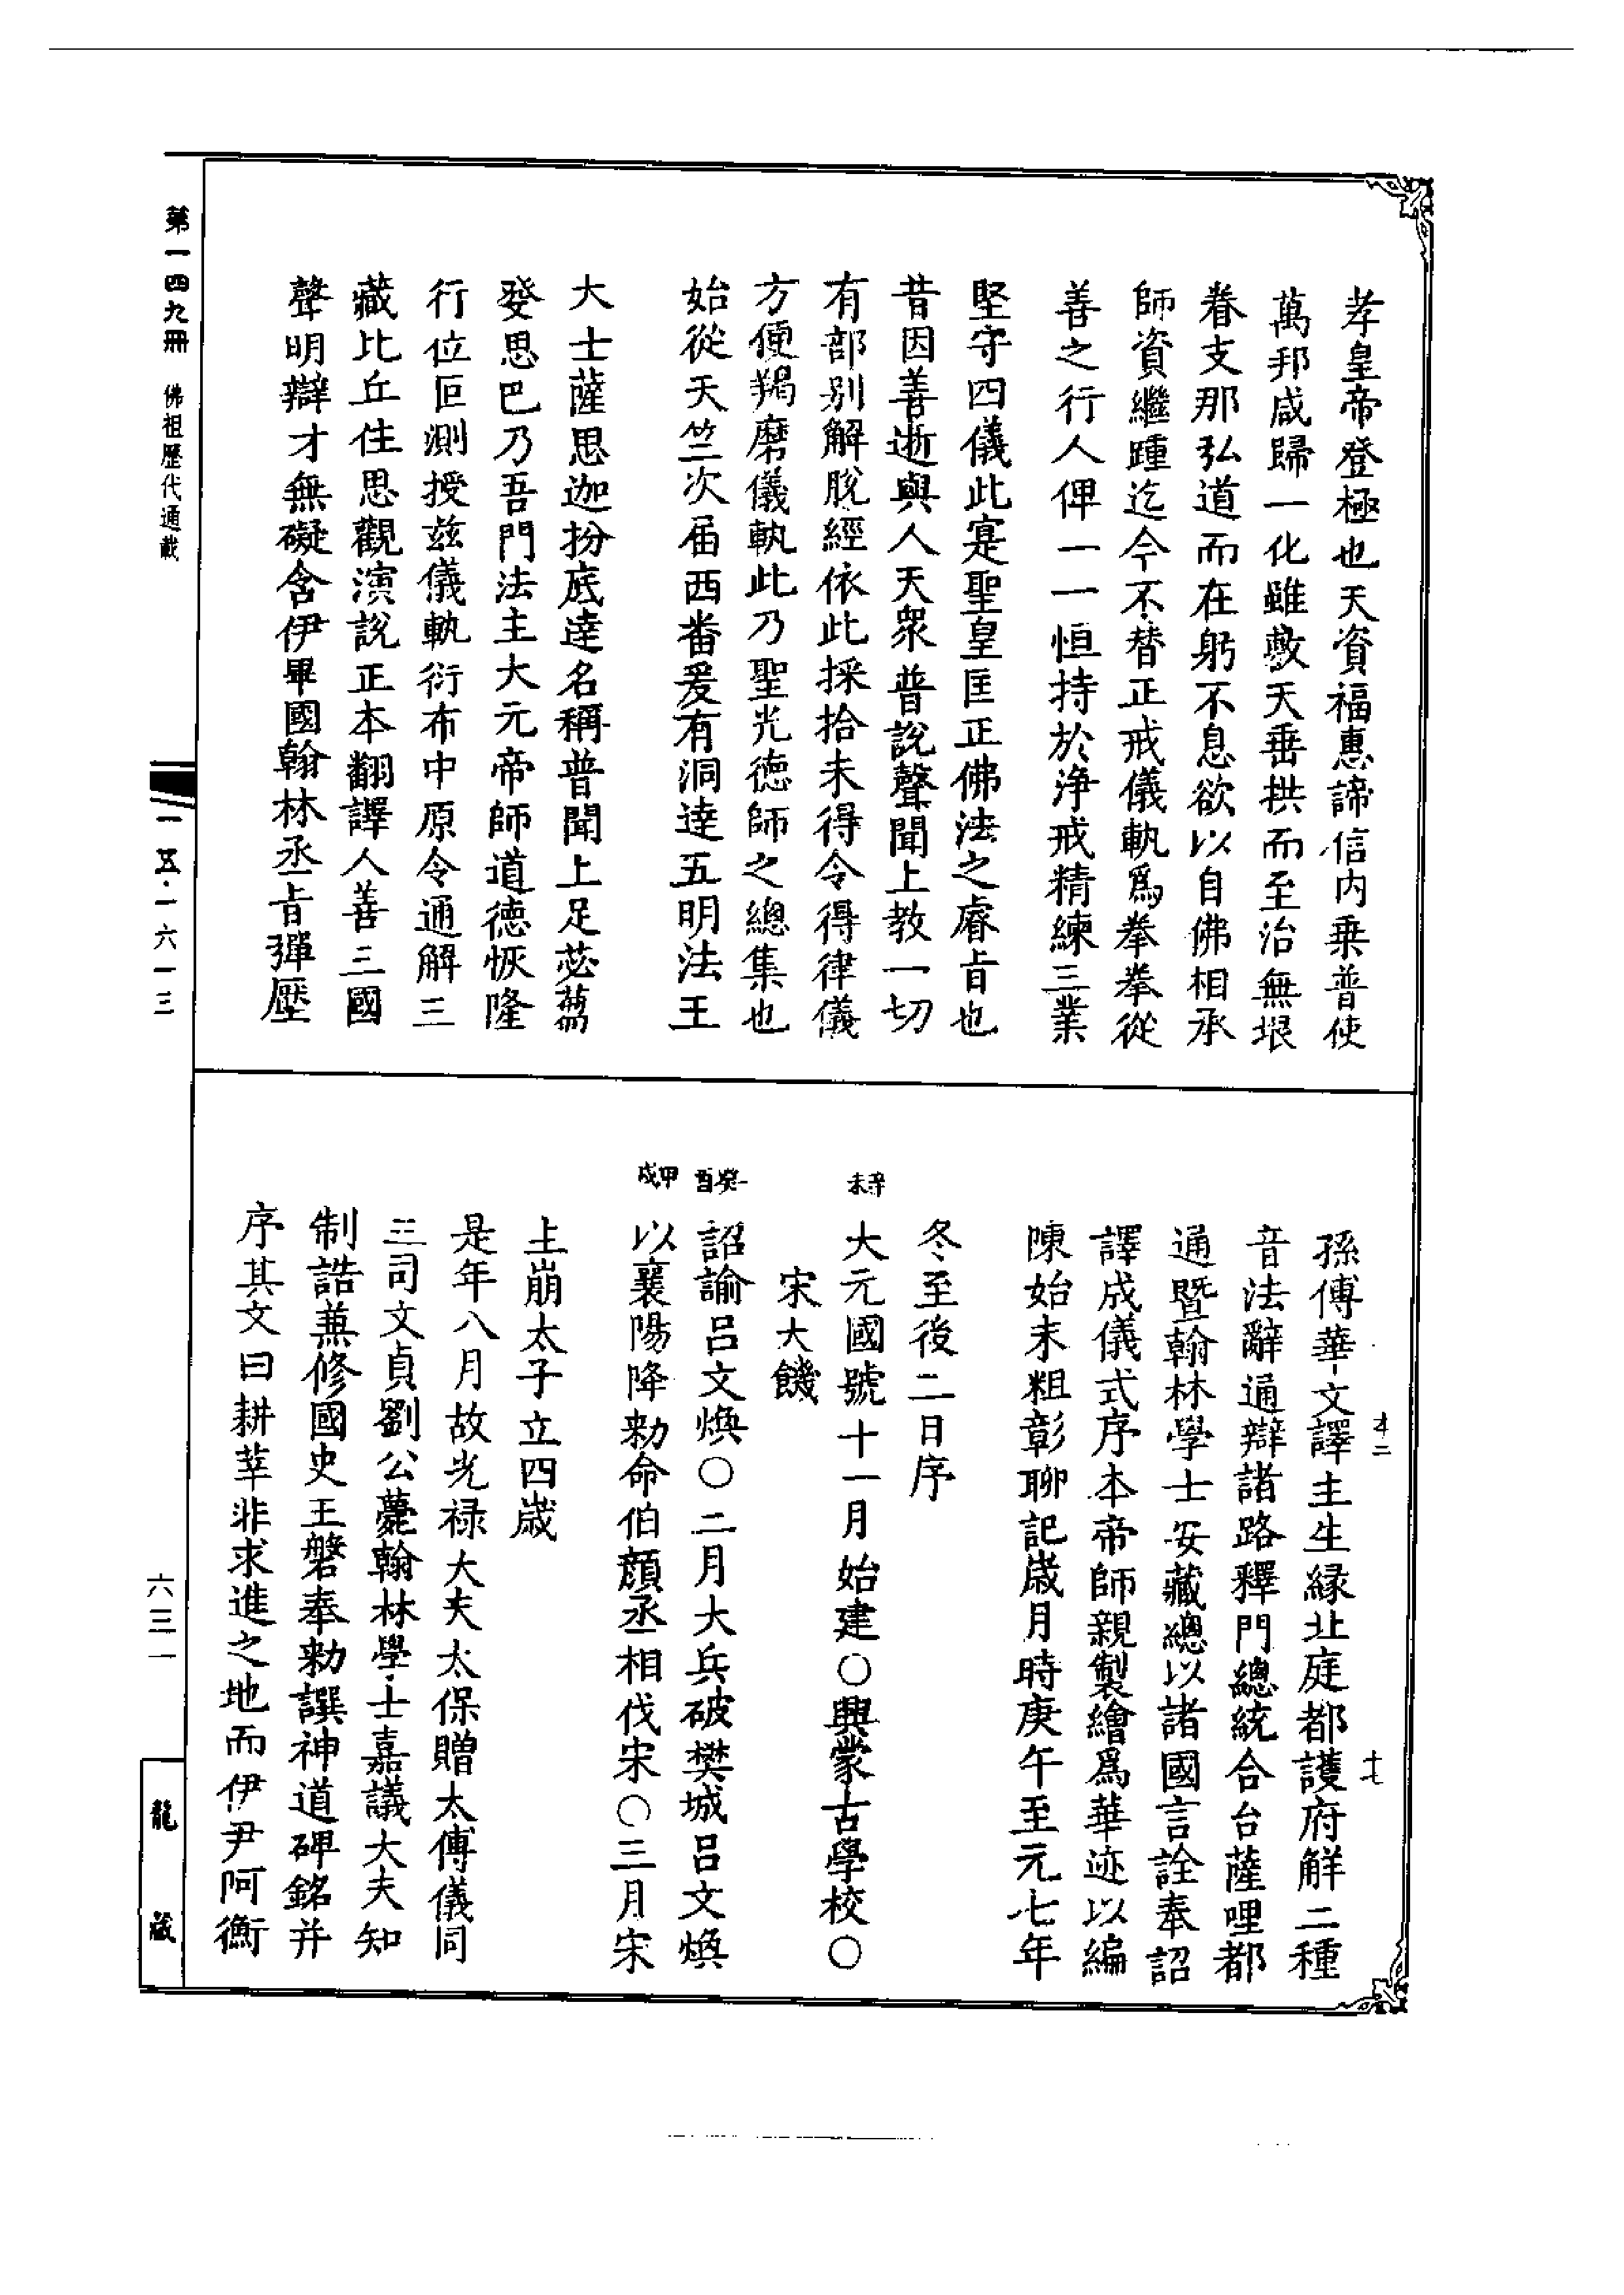 孝皇帝登極也天資福惠諦信內乗普使
萬邦咸歸一化雖敷天垂拱而至治無垠
眷支那弘道而在躬不息欲以自佛相承
師資繼踵迄今不替正戒儀軌爲拳拳從
善之行人俾一一恒持於浄戒精練三業
堅守四儀此寔聖皇匡正佛法之睿㫖也
昔因善逝與人天衆普說聲聞上教一切
有部别解脫經依此採拾未得令得律儀
方便羯磨儀軌此乃聖光徳師之總集也
始從天竺次届西番爰有洞達五明法王
大士薩思迦扮底達名稱普聞上足苾蒭
發思巴乃吾門法主大元帝師道徳恢隆
行位叵測授兹儀軌衍布中原令通解三
藏比丘住思觀演說正本翻譯人善三國
聲明辯才無礙含伊畢國翰林丞㫖彈壓
孫傅華文譯主生縁北庭都護府解二種
音法辭通辯諸路釋門總統合台薩哩都
通暨翰林學士安藏總以諸國言詮奉詔
譯成儀式序本帝師親製繪爲華迹以編
陳始末粗彰聊記歲月時庚午至元七年
冬至後二日序
辛未
大元國號十一月始建〇興蒙古學校〇
宋大饑
癸酉
詔諭呂文煥〇二月大兵破樊城呂文煥
甲戌
以襄陽降勑命伯顔丞相伐宋〇三月宋
上崩太子立四歲
是年八月故光祿大夫太保贈太傅儀同
三司文貞劉公薨翰林學士嘉議大夫知
制誥兼修國史王磐奉勑譔神道碑銘并
序其文曰耕莘非求進之地而伊尹阿衡
第一四九冊 佛祖歷代通載
一一五·一六一三
六三一
龍藏